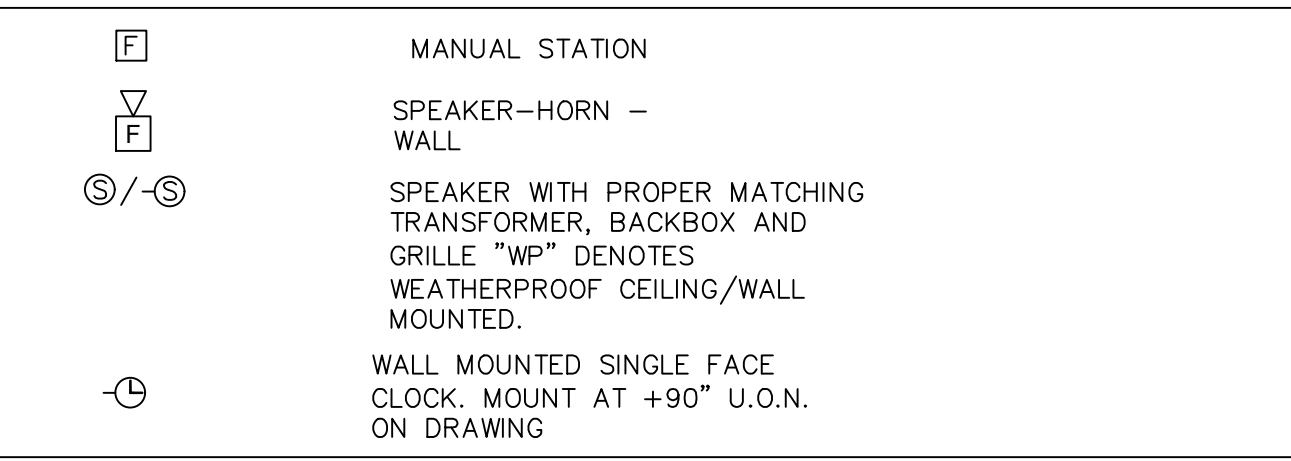 F MANUAL STATION
SPEAKER-HORN -
F WALL
S/-S SPEAKER WITH PROPER MATCHING
TRANSFORMER, BACKBOX AND
GRILLE "WP" DENOTES
WEATHERPROOF CEILING/WALL
MOUNTED.
WALL MOUNTED SINGLE FACE
CLOCK. MOUNT AT +90" U.O.N.
ON DRAWING